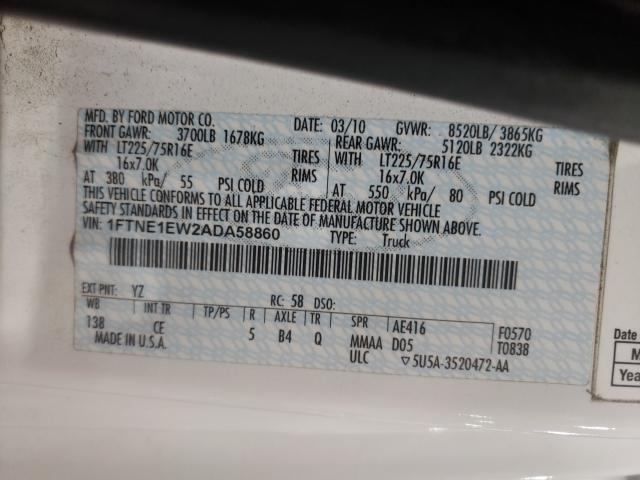 MFD. BY FORD MOTOR CO.
DATE: 03/10 GVWR: 8520LB/ 3865KG
FRONT GAWR: 3700LB 1678KG
REAR GAWR: 5120LB 2322KG
WITH LT225/75R16E TIRES
WITH LT225/75R16E TIRES
16x7.0K RIMS
16x7.0K RIMS
AT 380 kPa/ 55 PSI COLD
AT 550 kPa/ 80 PSI COLD
THIS VEHICLE CONFORMS TO ALL APPLICABLE FEDERAL MOTOR VEHICLE
SAFETY STANDARDS IN EFFECT ON THE DATE OF MANUFACTURE SHOWN ABOVE.
VIN: 1FTNE1EW2ADA58860
TYPE: Truck
EXT PNT: YZ RC: 58 DSO:
WB INT TR TP/PS R AXLE TR SPR AE416 F0570
138 CE 5 B4 Q MMAA D05 T0838
MADE IN U.S.A. ULC 5U5A-3520472-AA
Date
M
Yea